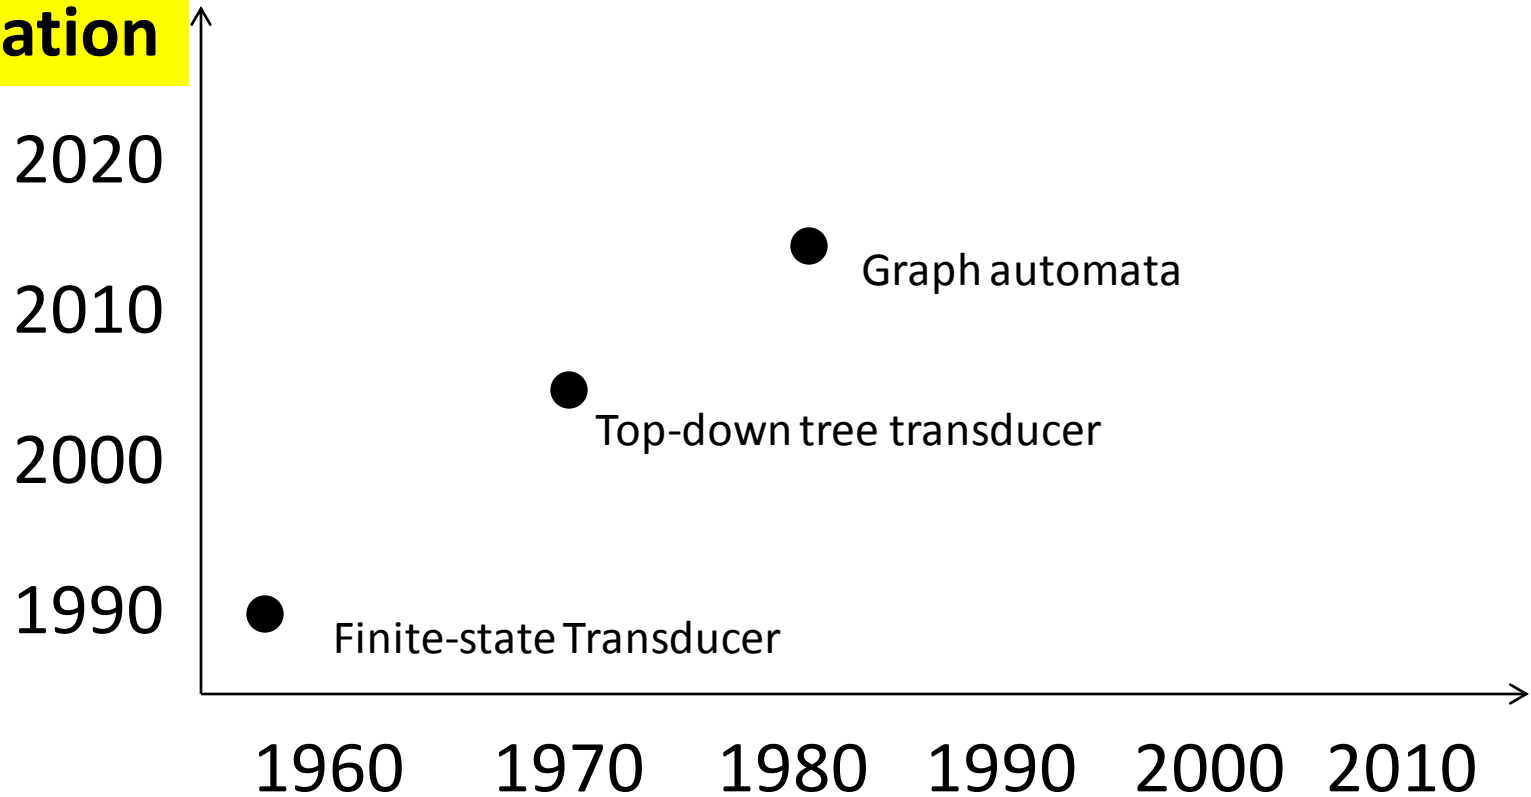 ation
2020
Graph automata
2010
Top-down tree transducer
2000
1990
Finite-state Transducer
1960 1970 1980 1990 2000 2010